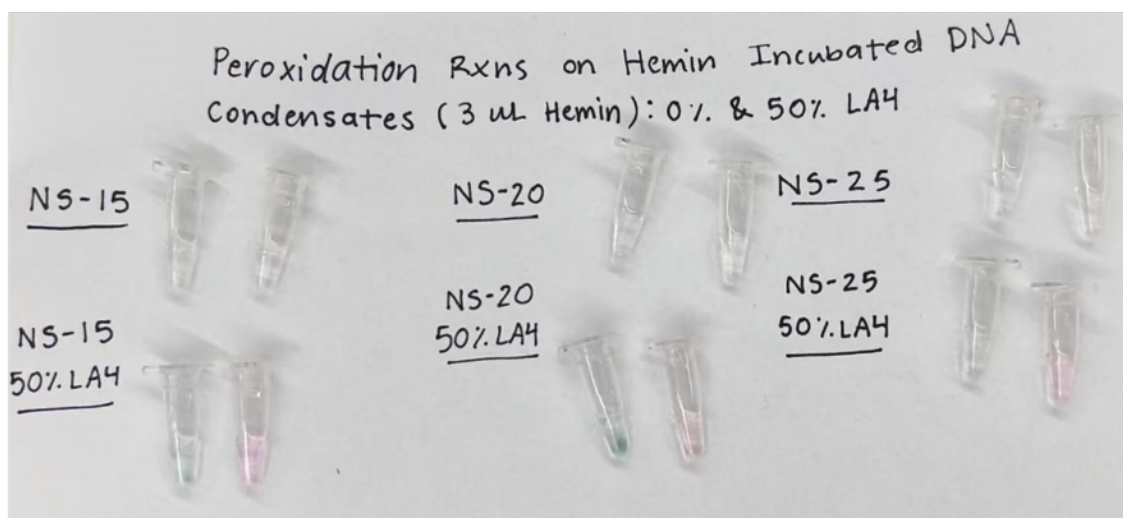 Peroxidation Rxns on Hemin Incubated DNA
Condensates (3 uL Hemin): 0% & 50% LA4
NS-15
NS-20
NS-25
NS-15
50% LA4
NS-20
50% LA4
NS-25
50% LA4